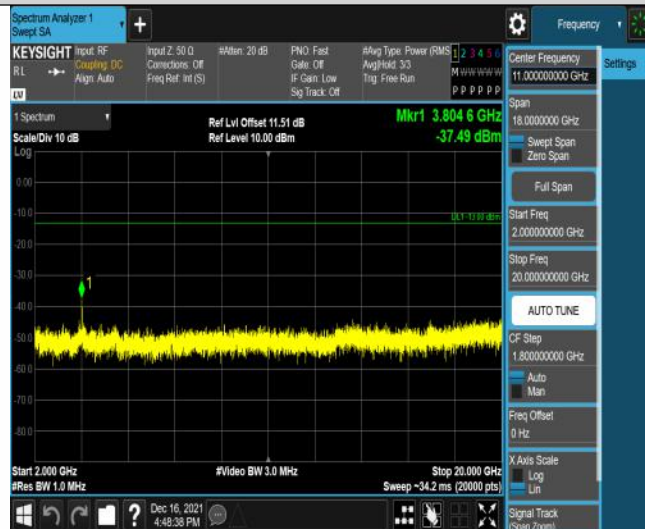 Spectrum Analyzer 1
Swept SA
Frequency
KEYSIGHT
RL
Input: RF
Coupling: DC
Align: Auto
Input Z: 50 Ω
Corrections: Off
Freq Ref: Int (S)
#Atten: 20 dB
PNO: Fast
Gate: Off
IF Gain: Low
Sig Track: Off
#Avg Type: Power (RMS
Avg|Hold: 3/3
Trig: Free Run
1 2 3 4 5 6
M W W W W W
P P P P P P
LV
Center Frequency
11.000000000 GHz
Settings
Span
18.0000000 GHz
Swept Span
Zero Span
Full Span
Start Freq
2.000000000 GHz
Stop Freq
20.000000000 GHz
AUTO TUNE
CF Step
1.800000000 GHz
Auto
Man
Freq Offset
0 Hz
X Axis Scale
Log
Lin
Signal Track
(Span Zoom)
1 Spectrum
Scale/Div 10 dB
Log
Ref Lvl Offset 11.51 dB
Ref Level 10.00 dBm
Mkr1 3.804 6 GHz
-37.49 dBm
0.00
-10.0
DL1 -13.00 dBm
-20.0
-30.0
1
-40.0
-50.0
-60.0
-70.0
-80.0
Start 2.000 GHz
#Res BW 1.0 MHz
#Video BW 3.0 MHz
Stop 20.000 GHz
Sweep ~34.2 ms (20000 pts)
?
Dec 16, 2021
4:48:38 PM